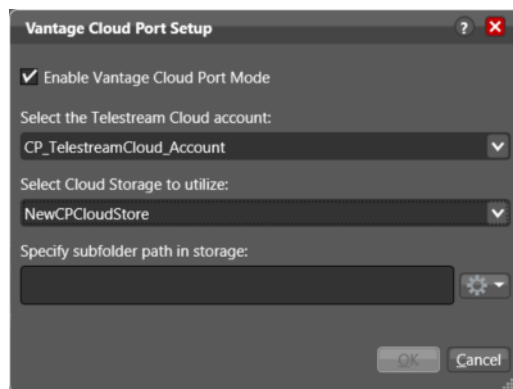 Vantage Cloud Port Setup ?
Enable Vantage Cloud Port Mode
Select the Telestream Cloud account:
CP_TelestreamCloud_Account
Select Cloud Storage to utilize:
NewCPCloudStore
Specify subfolder path in storage:
OK Cancel